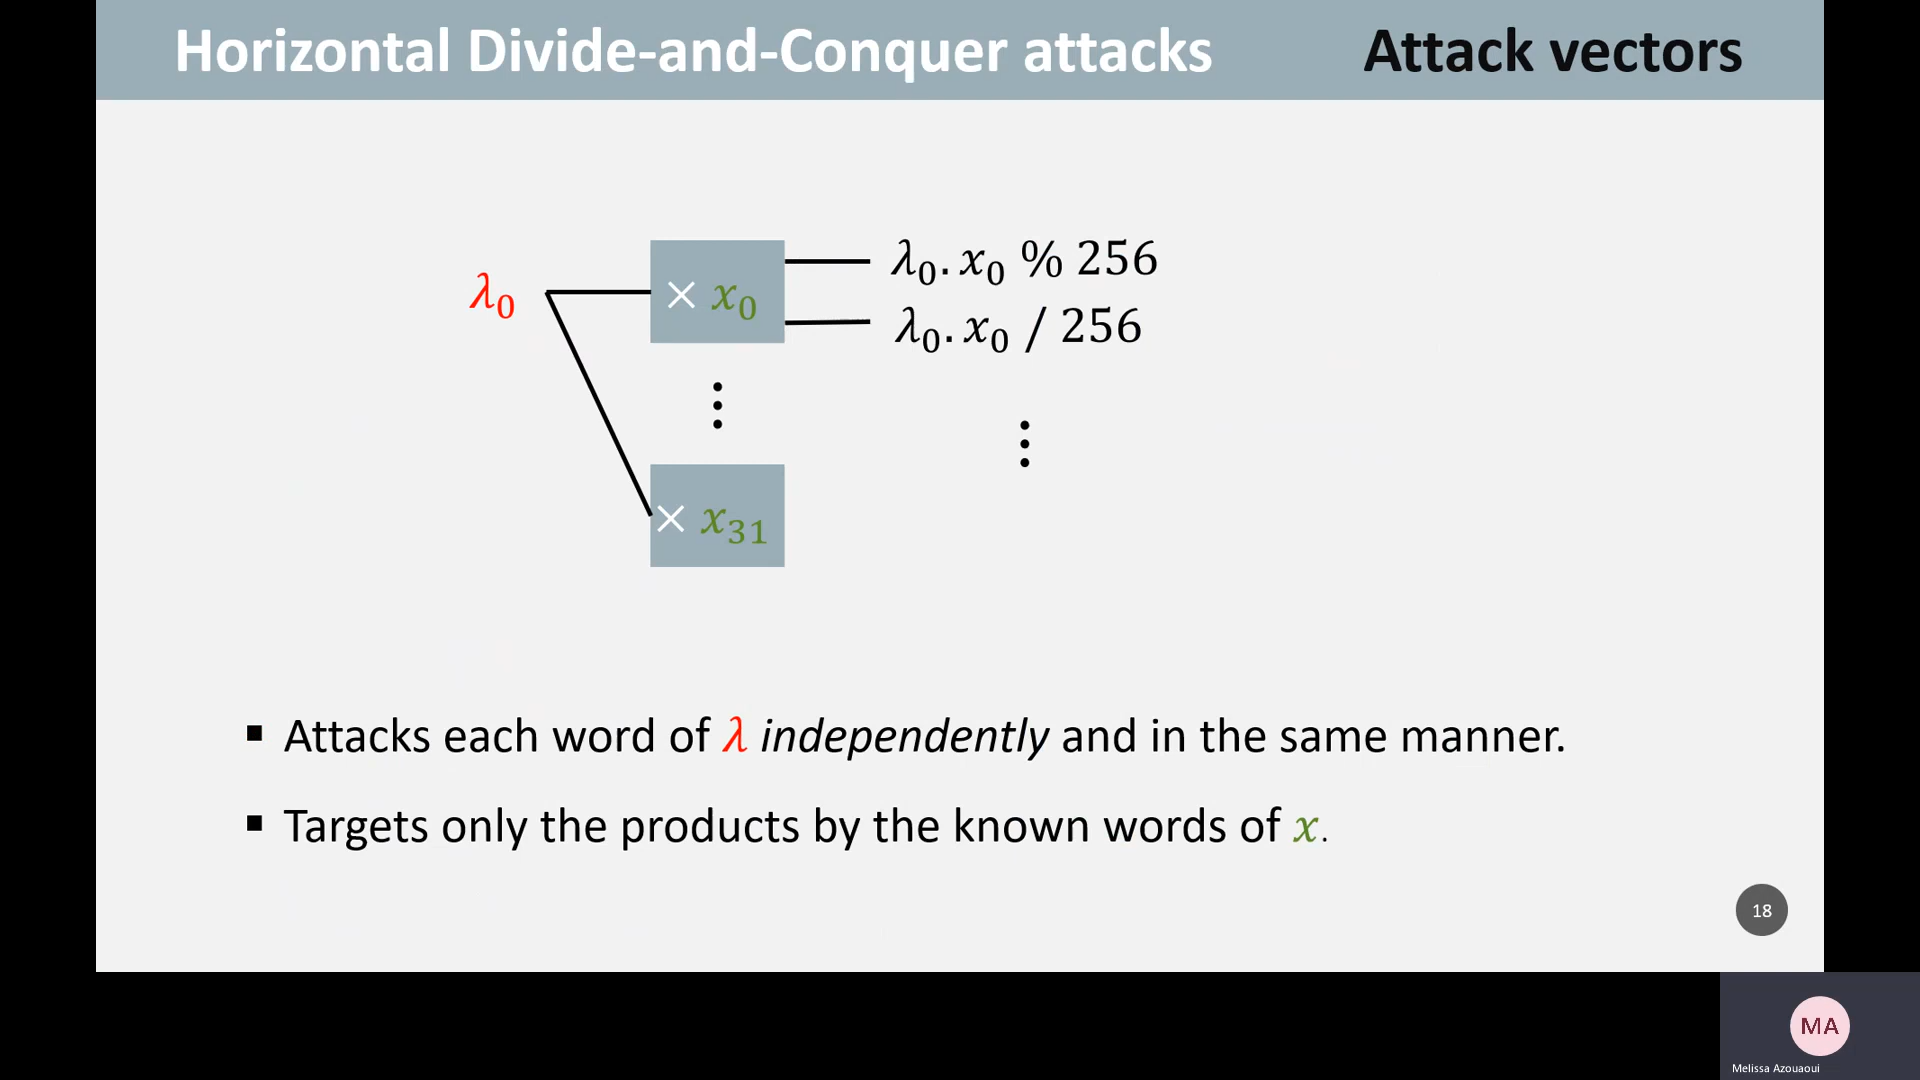 Horizontal Divide-and-Conquer attacks Attack vectors
λ₀ × x₀ λ₀. x₀ % 256
λ₀. x₀ / 256
⋮ ⋮
× x₃₁
▪ Attacks each word of λ independently and in the same manner.
▪ Targets only the products by the known words of x.
18
MA
Melissa Azouaoui